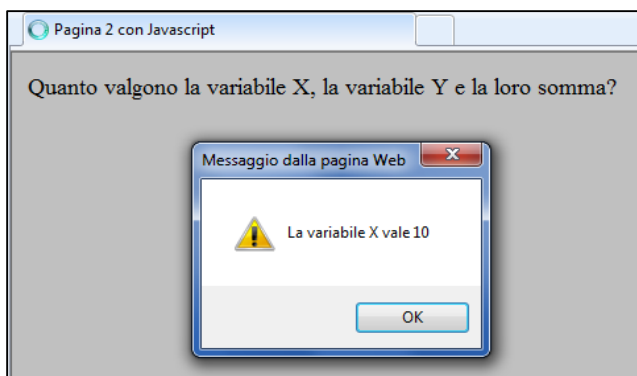 Pagina 2 con Javascript
Quanto valgono la variabile X, la variabile Y e la loro somma?
Messaggio dalla pagina Web
La variabile X vale 10
OK